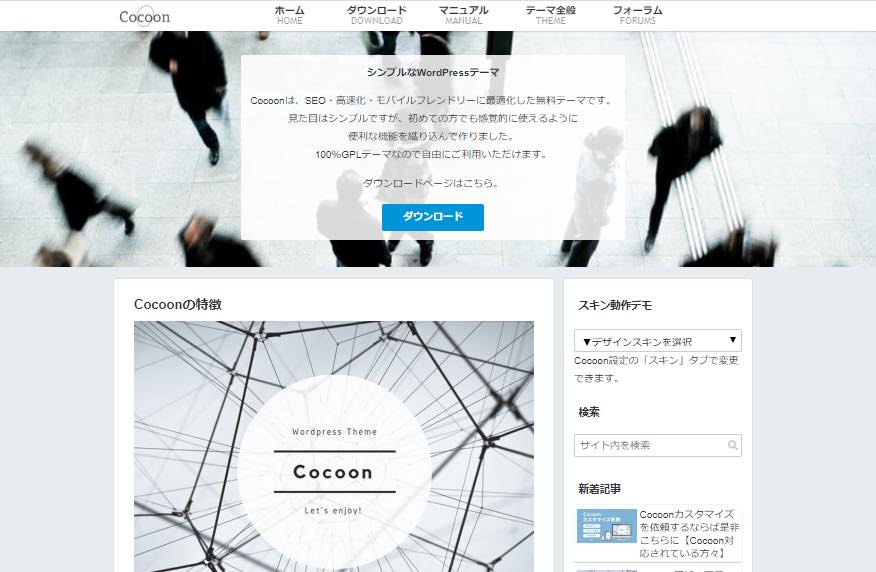 Cocoon
ホーム
HOME
ダウンロード
DOWNLOAD
マニュアル
MANUAL
テーマ全般
THEME
フォーラム
FORUMS
シンプルなWordPressテーマ
Cocoonは、SEO・高速化・モバイルフレンドリーに最適化した無料テーマです。
見た目はシンプルですが、初めての方でも感覚的に使えるように
便利な機能を織り込んで作りました。
100%GPLテーマなので自由にご利用いただけます。
ダウンロードページはこちら。
ダウンロード
Cocoonの特徴
Wordpress Theme
Cocoon
Let's enjoy!
スキン動作デモ
▼デザインスキンを選択
Cocoon設定の「スキン」タブで変更
できます。
検索
サイト内を検索
新着記事
Cocoon
カスタマイズ依頼
Cocoonカスタマイズ
を依頼するならば是非
こちらに【Cocoon対
応されている方々】